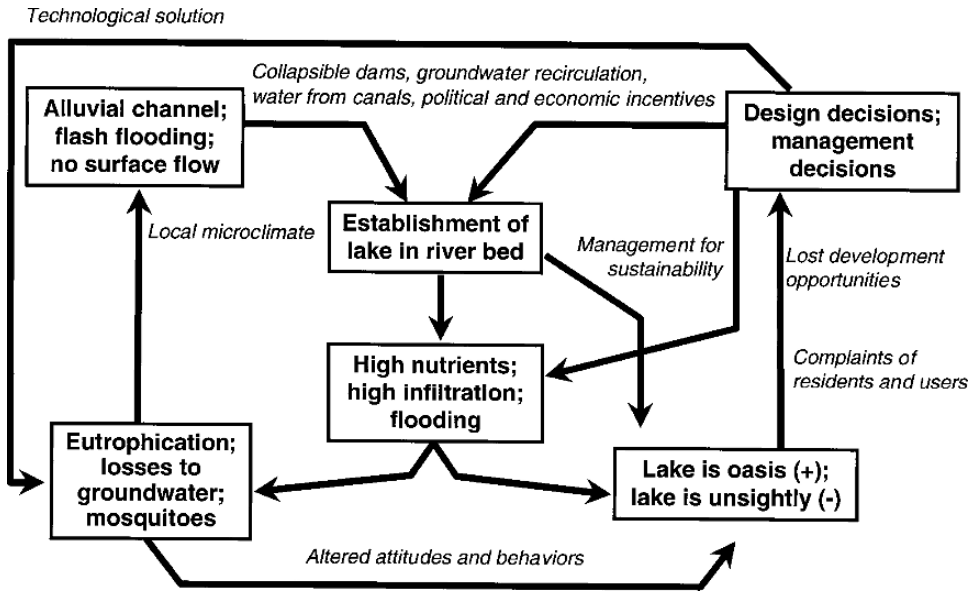 Technological solution
Collapsible dams, groundwater recirculation,
water from canals, political and economic incentives
Alluvial channel;
flash flooding;
no surface flow
Design decisions;
management
decisions
Establishment of
lake in river bed
Local microclimate
Management for
sustainability
Lost development
opportunities
High nutrients;
high infiltration;
flooding
Complaints of
residents and users
Eutrophication;
losses to
groundwater;
mosquitoes
Lake is oasis (+);
lake is unsightly (-)
Altered attitudes and behaviors